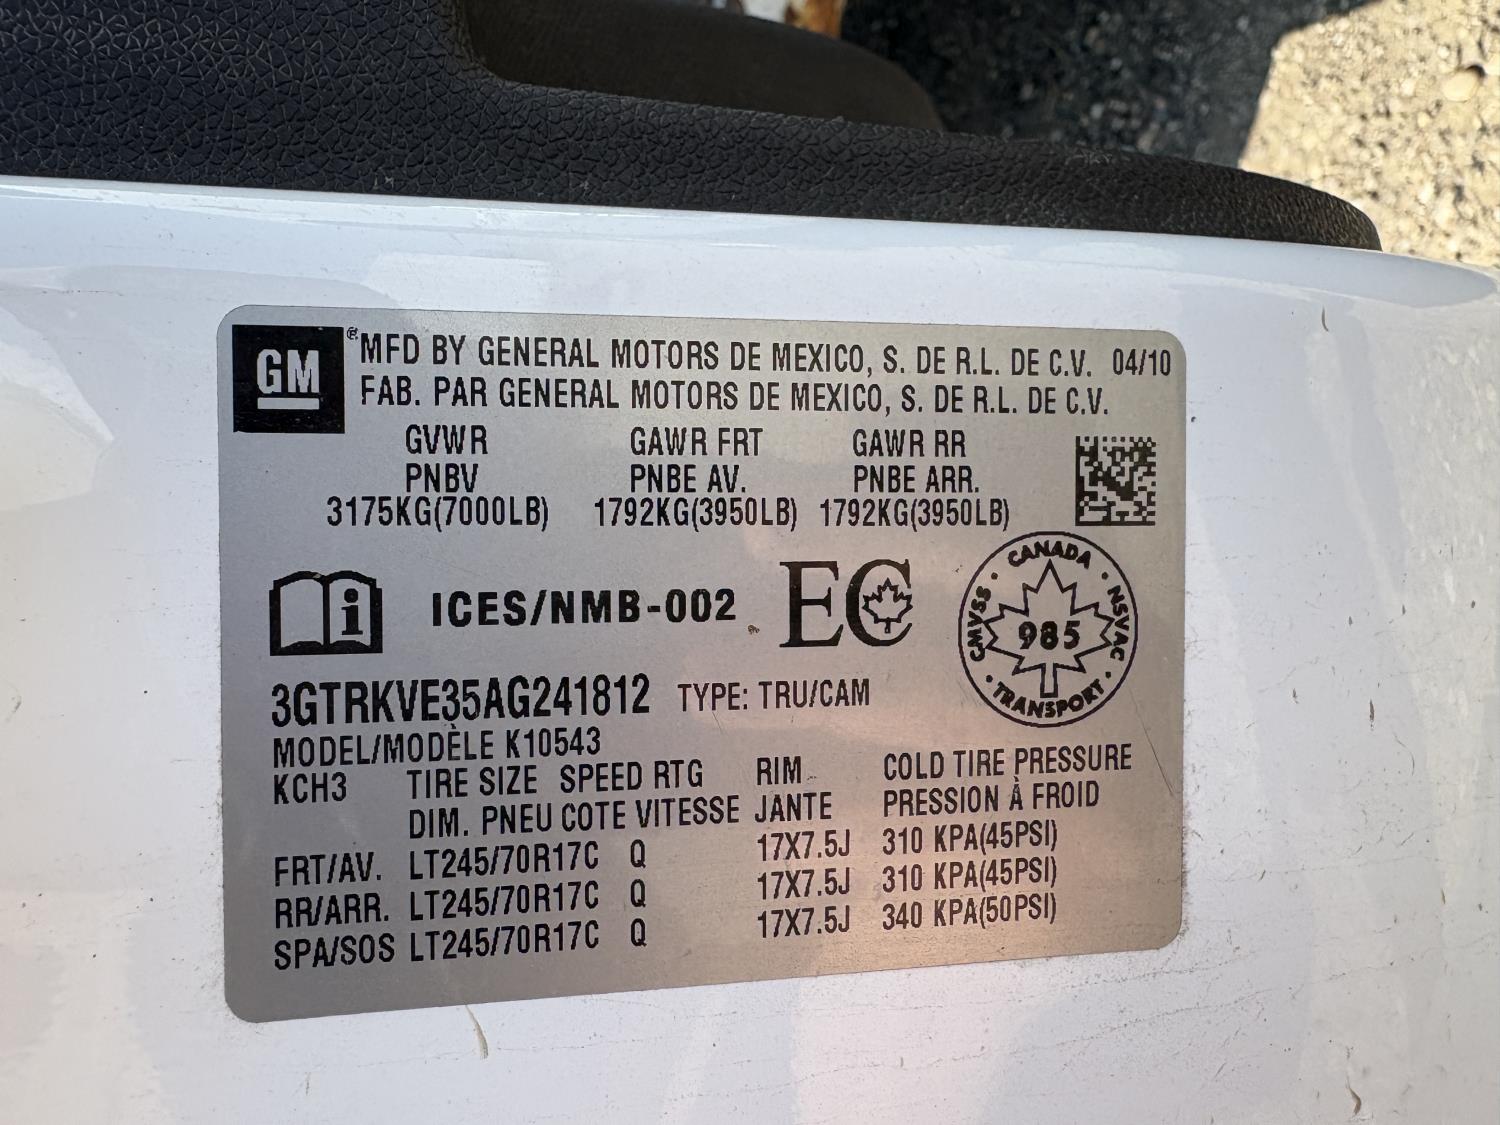 GM
® MFD BY GENERAL MOTORS DE MEXICO, S. DE R.L. DE C.V. 04/10
FAB. PAR GENERAL MOTORS DE MEXICO, S. DE R.L. DE C.V.
GVWR GAWR FRT GAWR RR
PNBV PNBE AV. PNBE ARR.
3175KG(7000LB) 1792KG(3950LB) 1792KG(3950LB)
i ICES/NMB-002 EC
CANADA
CMVSS 985 NSVAC
TRANSPORT
3GTRKVE35AG241812 TYPE: TRU/CAM
MODEL/MODÈLE K10543
KCH3 TIRE SIZE SPEED RTG RIM COLD TIRE PRESSURE
DIM. PNEU COTE VITESSE JANTE PRESSION À FROID
FRT/AV. LT245/70R17C Q 17X7.5J 310 KPA(45PSI)
RR/ARR. LT245/70R17C Q 17X7.5J 310 KPA(45PSI)
SPA/SOS LT245/70R17C Q 17X7.5J 340 KPA(50PSI)